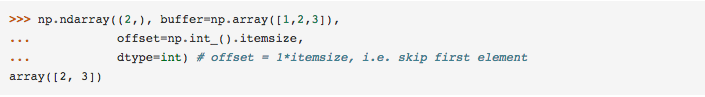 >>> np.ndarray((2,), buffer=np.array([1,2,3]),
...            offset=np.int_().itemsize,
...            dtype=int) # offset = 1*itemsize, i.e. skip first element
array([2, 3])